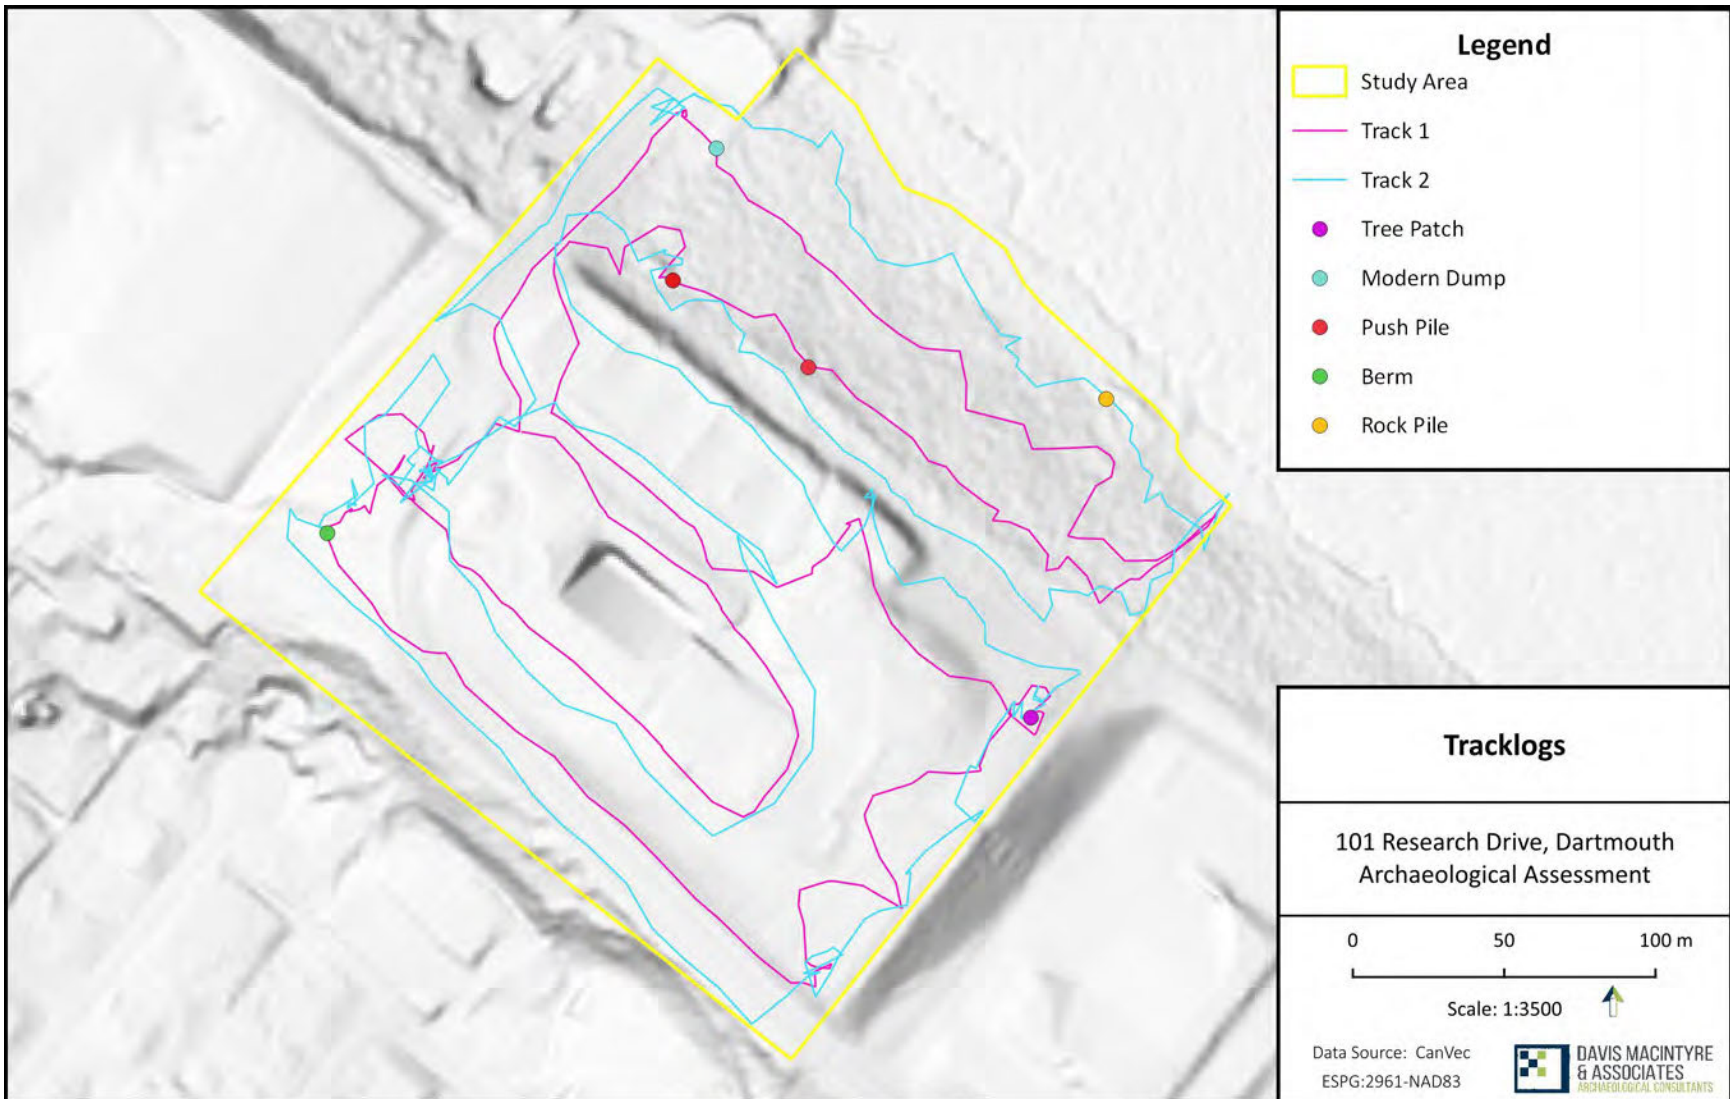 Legend
Study Area
Track 1
Track 2
Tree Patch
Modern Dump
Push Pile
Berm
Rock Pile
Tracklogs
101 Research Drive, Dartmouth
Archaeological Assessment
0 50 100 m
Scale: 1:3500
Data Source: CanVec
ESPG:2961-NAD83
DAVIS MACINTYRE
& ASSOCIATES
ARCHAEOLOGICAL CONSULTANTS